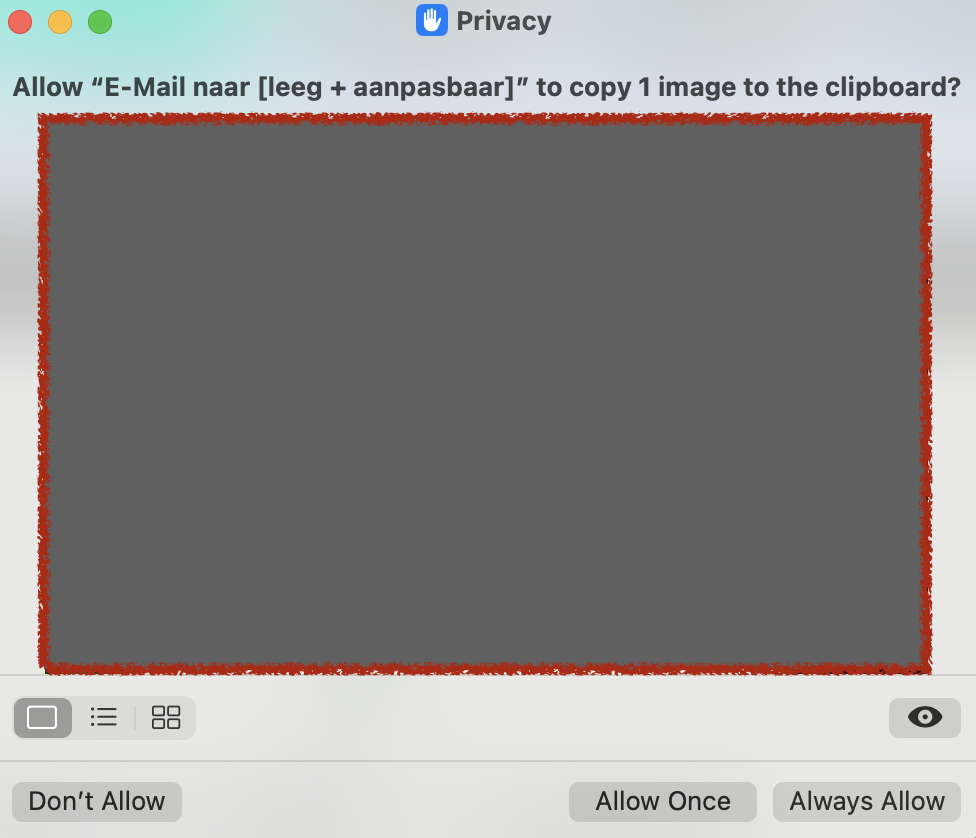 Privacy
Allow “E-Mail naar [leeg + aanpasbaar]” to copy 1 image to the clipboard?
Don’t Allow
Allow Once
Always Allow